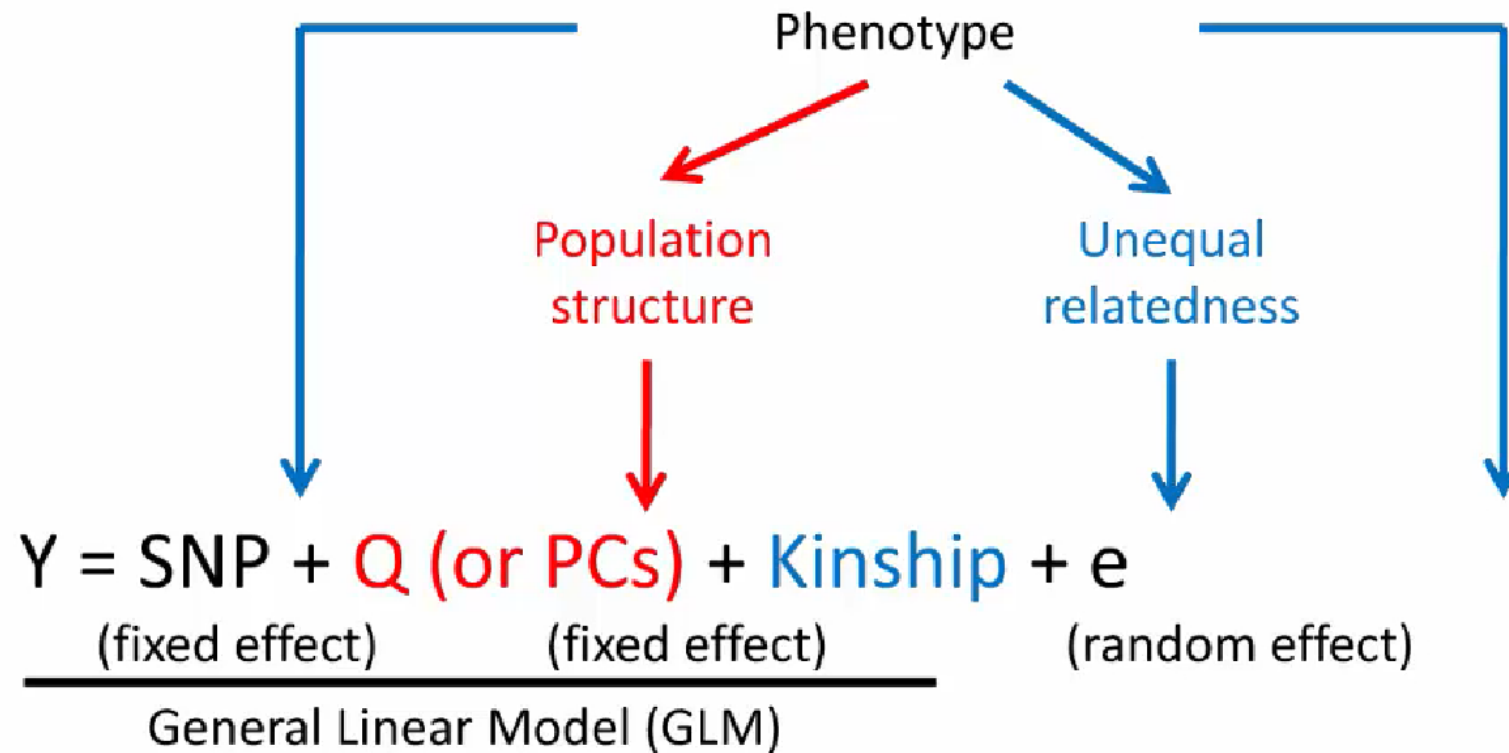 Phenotype
Population Unequal
structure relatedness
Y = SNP + Q (or PCs) + Kinship + e
(fixed effect) (fixed effect) (random effect)
General Linear Model (GLM)